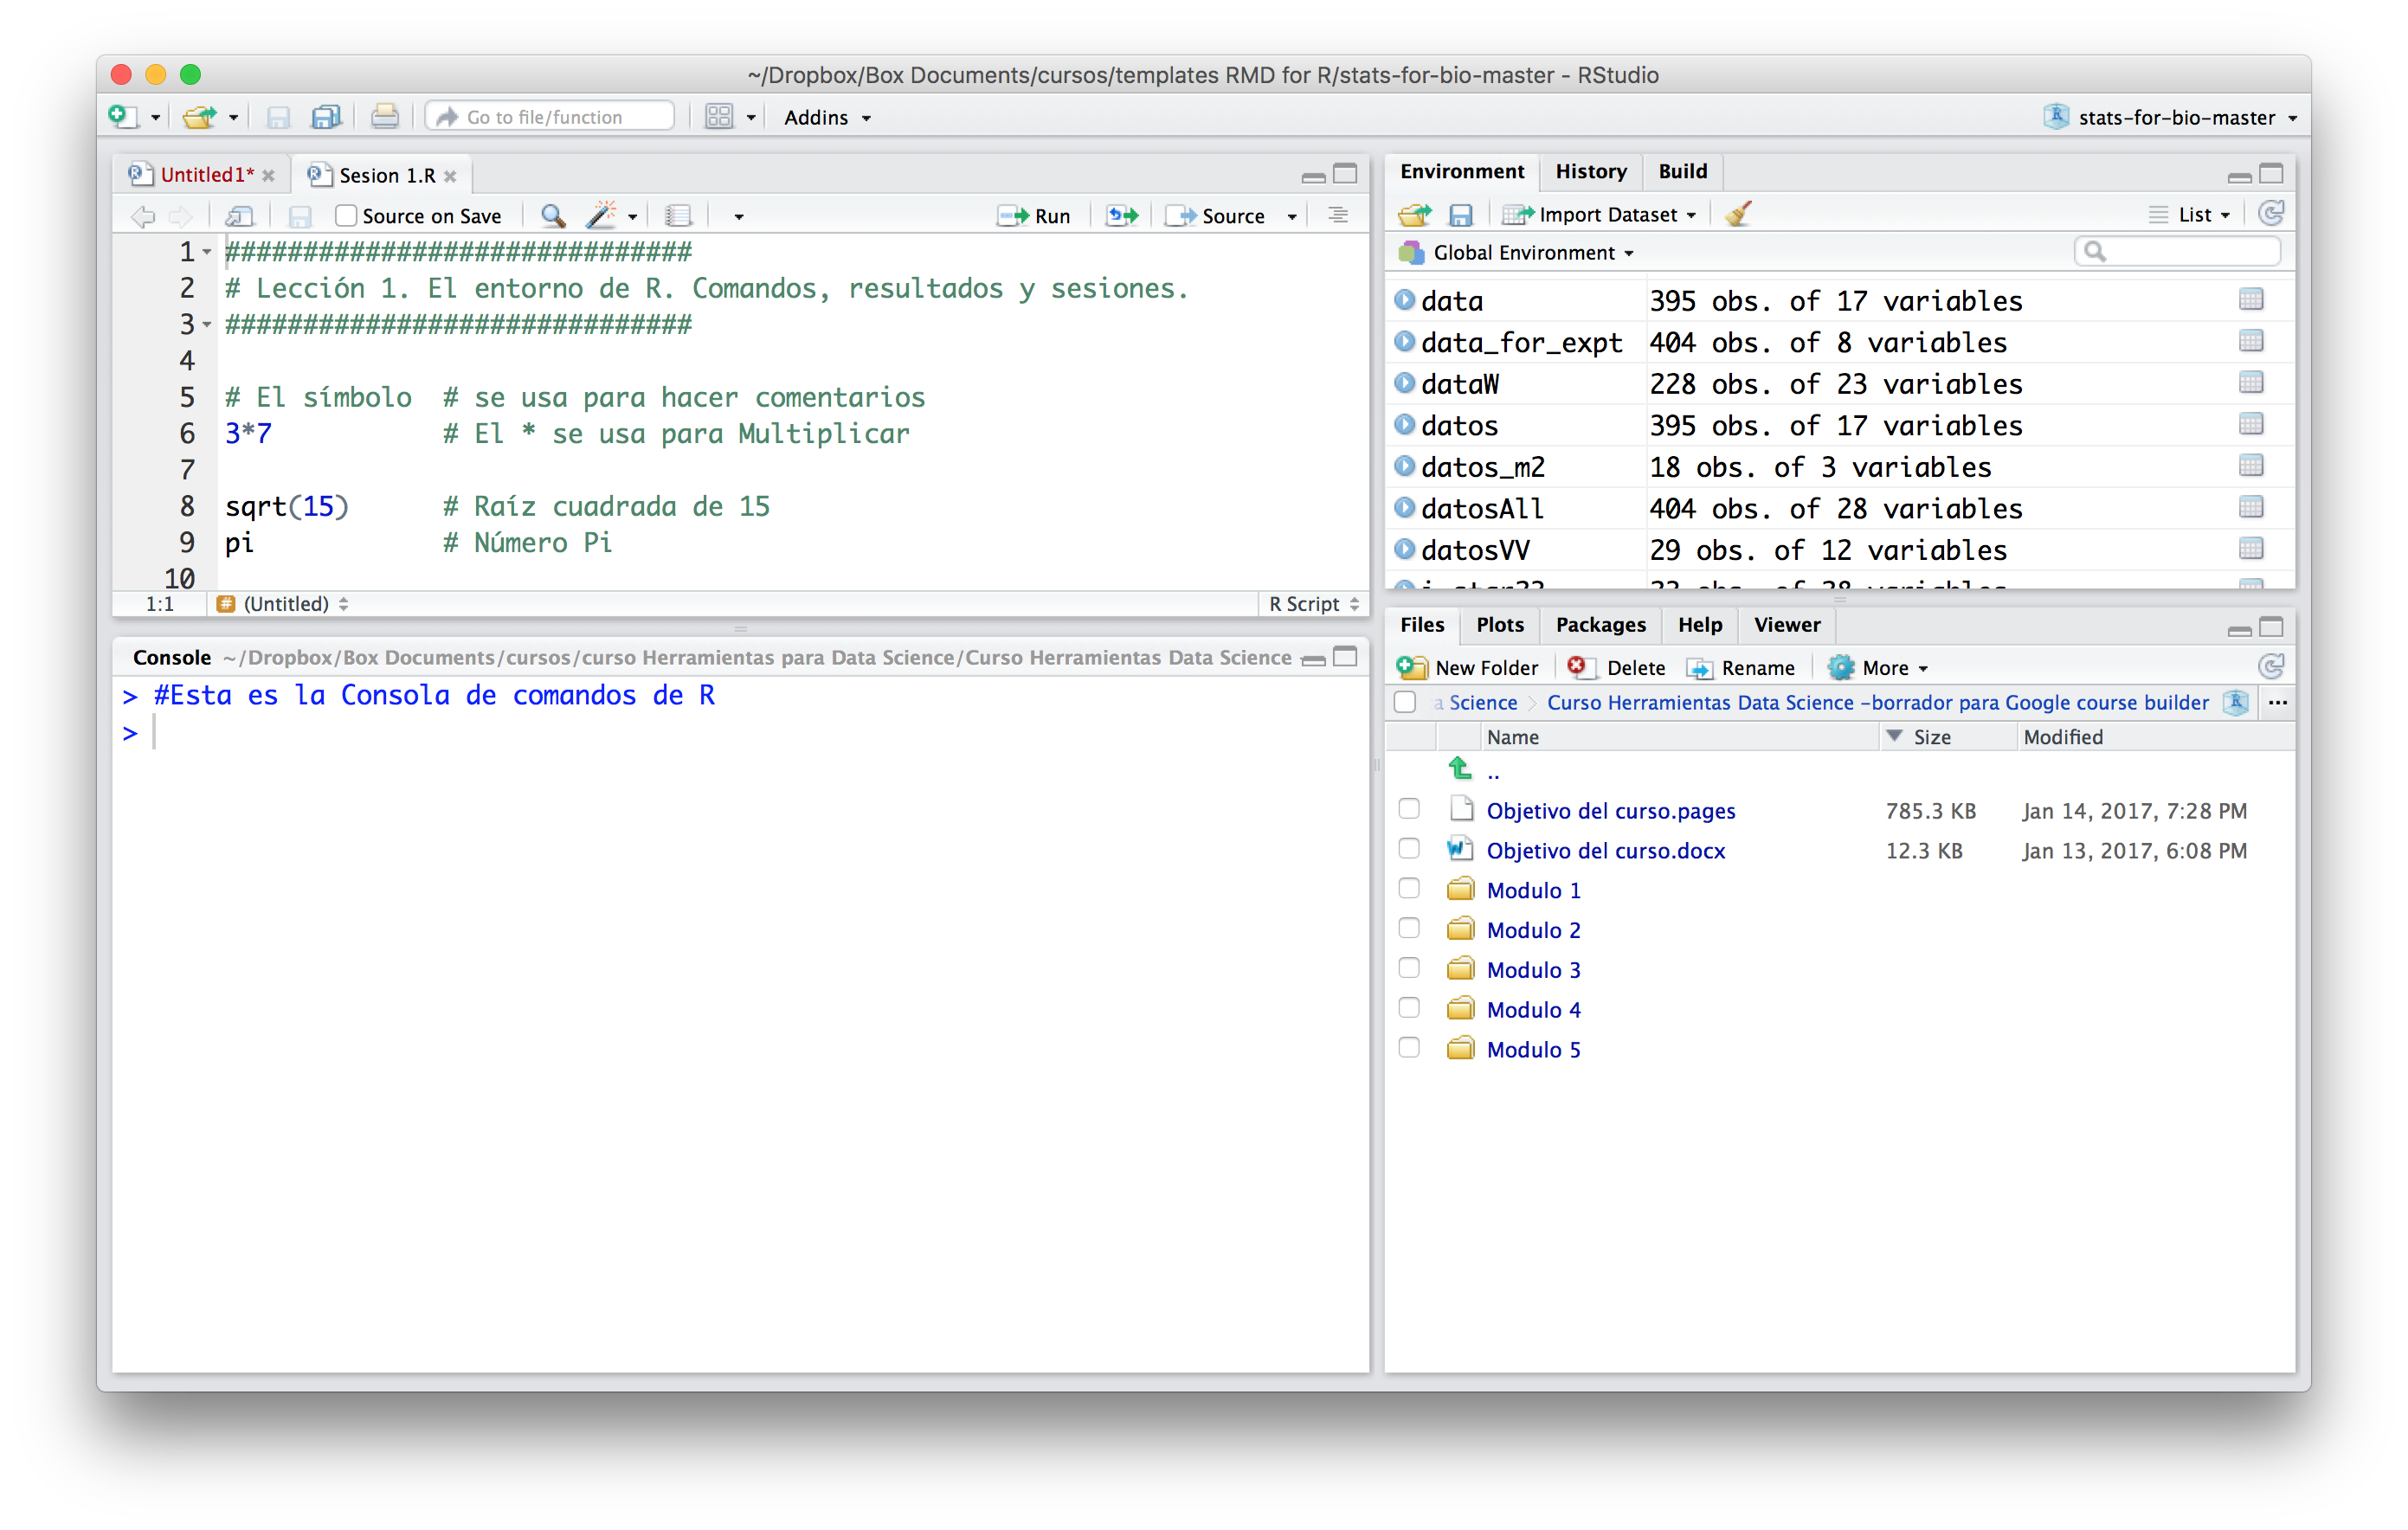 ~/Dropbox/Box Documents/cursos/templates RMD for R/stats-for-bio-master - RStudio
Go to file/function
Addins
stats-for-bio-master
Untitled1*
Sesion 1.R
Source on Save
Run
Source
1 ##############################
2 # Lección 1. El entorno de R. Comandos, resultados y sesiones.
3 ##############################
4
5 # El símbolo  # se usa para hacer comentarios
6 3*7           # El * se usa para Multiplicar
7
8 sqrt(15)      # Raíz cuadrada de 15
9 pi            # Número Pi
10
1:1
# (Untitled)
R Script
Console ~/Dropbox/Box Documents/cursos/curso Herramientas para Data Science/Curso Herramientas Data Science
> #Esta es la Consola de comandos de R
>
Environment History Build
Import Dataset
List
Global Environment
data 395 obs. of 17 variables
data_for_expt 404 obs. of 8 variables
dataW 228 obs. of 23 variables
datos 395 obs. of 17 variables
datos_m2 18 obs. of 3 variables
datosAll 404 obs. of 28 variables
datosVV 29 obs. of 12 variables
Files Plots Packages Help Viewer
New Folder Delete Rename More
a Science Curso Herramientas Data Science -borrador para Google course builder ...
Name Size Modified
..
Objetivo del curso.pages 785.3 KB Jan 14, 2017, 7:28 PM
Objetivo del curso.docx 12.3 KB Jan 13, 2017, 6:08 PM
Modulo 1
Modulo 2
Modulo 3
Modulo 4
Modulo 5